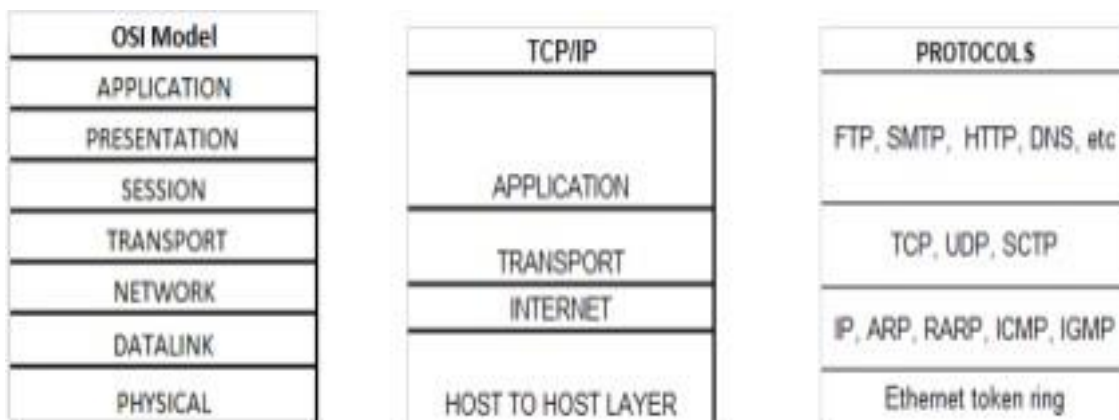 OSI Model
APPLICATION
PRESENTATION
SESSION
TRANSPORT
NETWORK
DATALINK
PHYSICAL
TCP/IP
APPLICATION
TRANSPORT
INTERNET
HOST TO HOST LAYER
PROTOCOLS
FTP, SMTP, HTTP, DNS, etc
TCP, UDP, SCTP
IP, ARP, RARP, ICMP, IGMP
Ethernet token ring